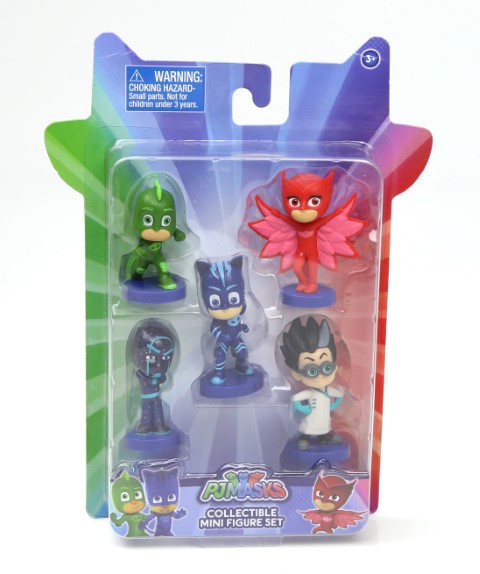 3+
WARNING:
CHOKING HAZARD-
Small parts. Not for
children under 3 years.
PJMASKS
COLLECTIBLE
MINI FIGURE SET